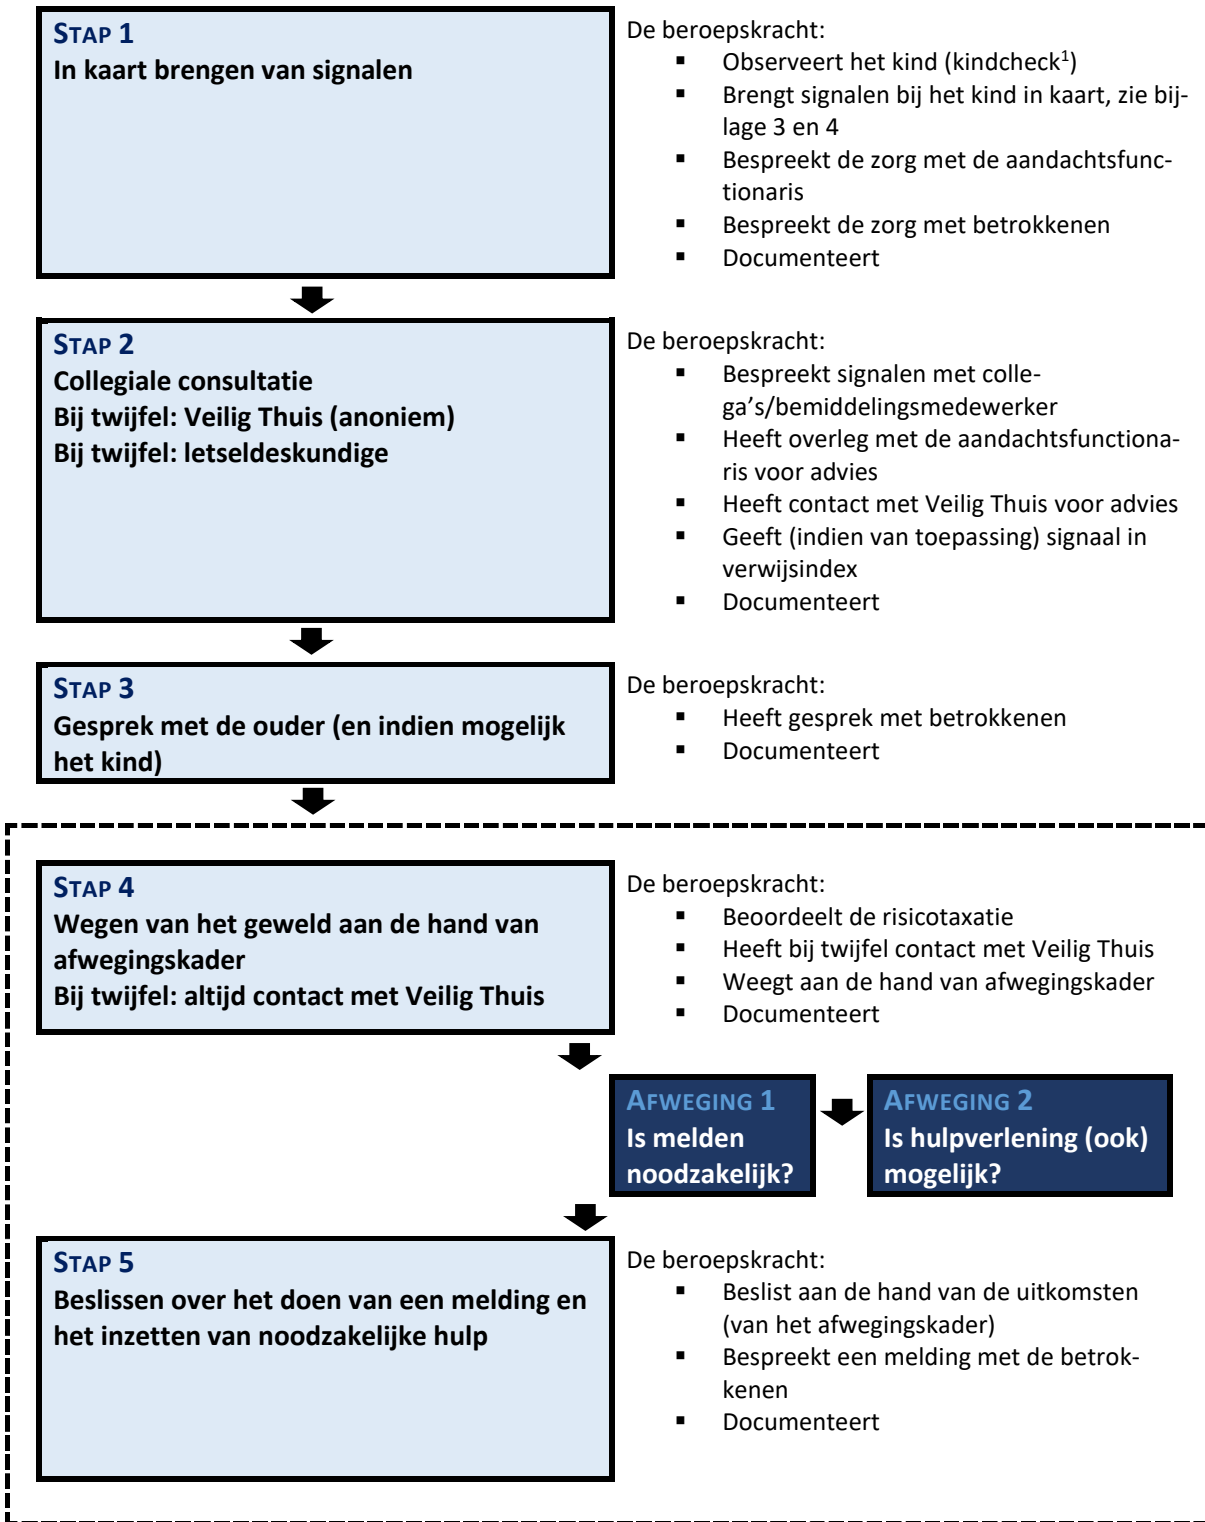 STAP 1
In kaart brengen van signalen
De beroepskracht:
▪ Observeert het kind (kindcheck¹)
▪ Brengt signalen bij het kind in kaart, zie bij-
lage 3 en 4
▪ Bespreekt de zorg met de aandachtsfunc-
tionaris
▪ Bespreekt de zorg met betrokkenen
▪ Documenteert
STAP 2
Collegiale consultatie
Bij twijfel: Veilig Thuis (anoniem)
Bij twijfel: letseldeskundige
De beroepskracht:
▪ Bespreekt signalen met colle-
ga's/bemiddelingsmedewerker
▪ Heeft overleg met de aandachtsfunctiona-
ris voor advies
▪ Heeft contact met Veilig Thuis voor advies
▪ Geeft (indien van toepassing) signaal in
verwijsindex
▪ Documenteert
STAP 3
Gesprek met de ouder (en indien mogelijk
het kind)
De beroepskracht:
▪ Heeft gesprek met betrokkenen
▪ Documenteert
STAP 4
Wegen van het geweld aan de hand van
afwegingskader
Bij twijfel: altijd contact met Veilig Thuis
De beroepskracht:
▪ Beoordeelt de risicotaxatie
▪ Heeft bij twijfel contact met Veilig Thuis
▪ Weegt aan de hand van afwegingskader
▪ Documenteert
AFWEGING 1
Is melden
noodzakelijk?
AFWEGING 2
Is hulpverlening (ook)
mogelijk?
STAP 5
Beslissen over het doen van een melding en
het inzetten van noodzakelijke hulp
De beroepskracht:
▪ Beslist aan de hand van de uitkomsten
(van het afwegingskader)
▪ Bespreekt een melding met de betrok-
kenen
▪ Documenteert